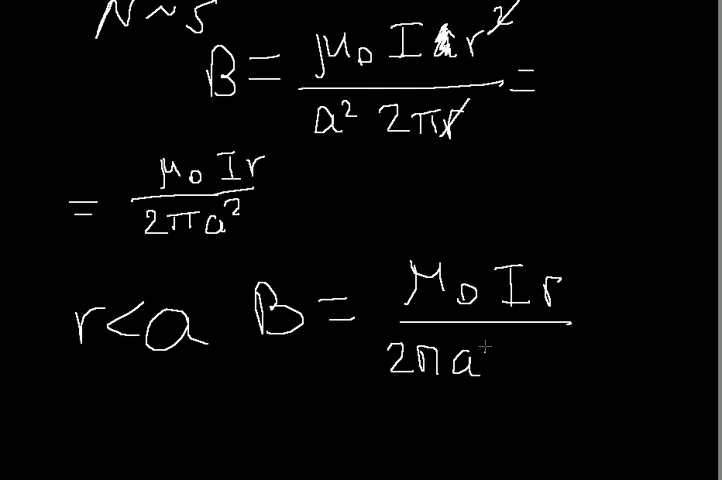 N ~ S
B = μ₀ I r² / a² 2πr =
= μ₀ I r / 2πa²
r < a B = μ₀ I r / 2πa